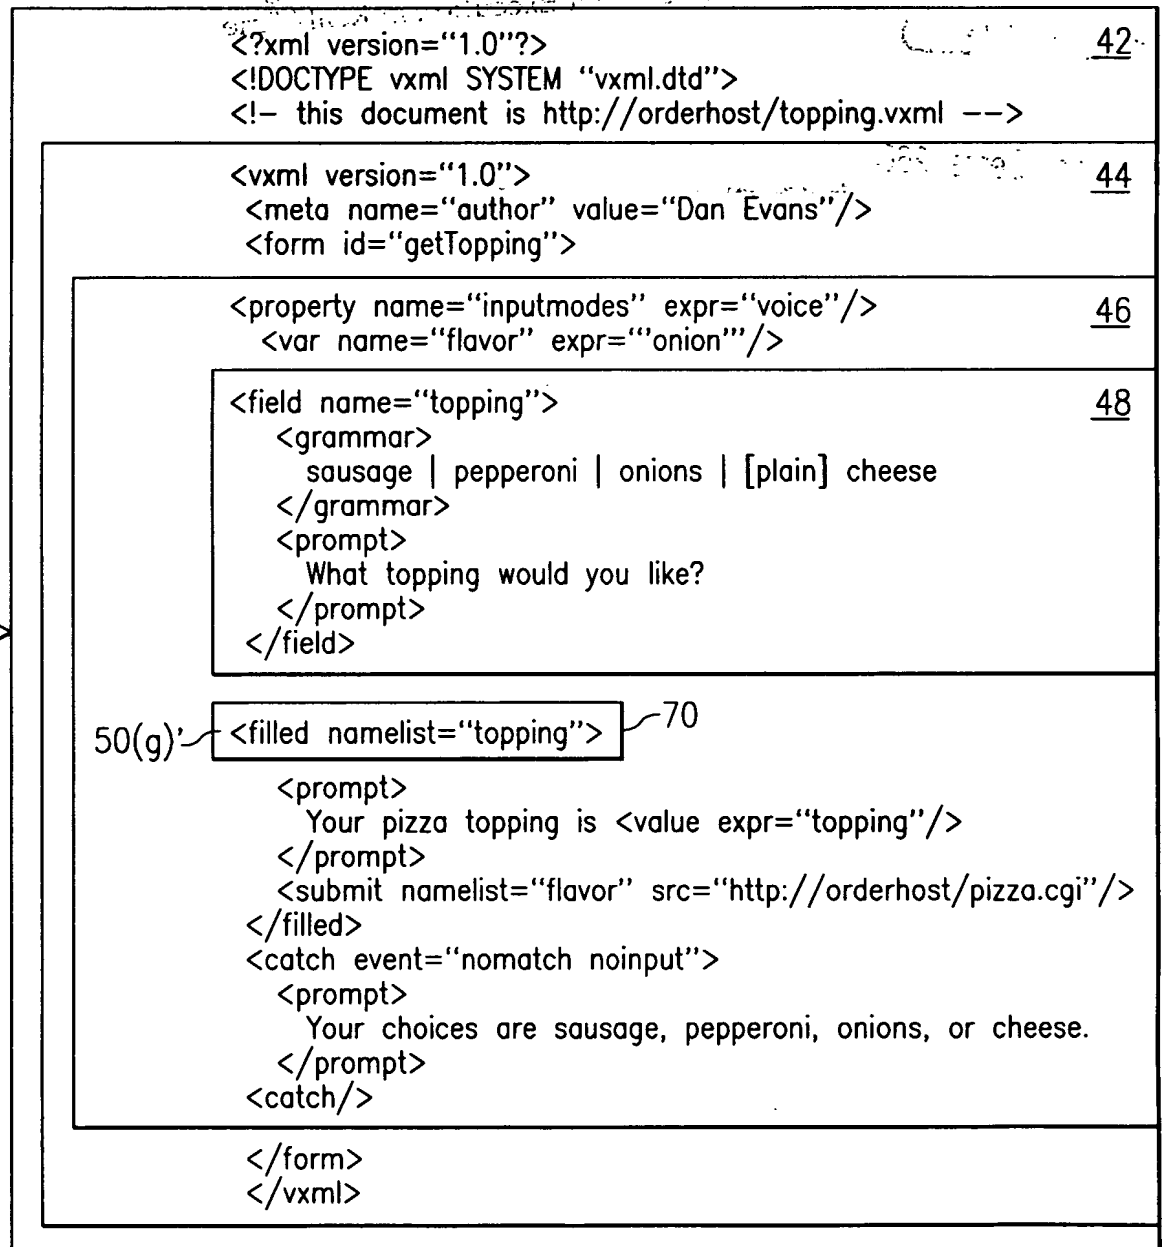 <?xml version="1.0"?> 42
<!DOCTYPE vxml SYSTEM "vxml.dtd">
<!– this document is http://orderhost/topping.vxml ––>
<vxml version="1.0"> 44
<meta name="author" value="Dan Evans"/>
<form id="getTopping">
<property name="inputmodes" expr="voice"/> 46
<var name="flavor" expr="'onion'"/>
<field name="topping"> 48
<grammar>
sausage | pepperoni | onions | [plain] cheese
</grammar>
<prompt>
What topping would you like?
</prompt>
</field>
50(g)' <filled namelist="topping"> 70
<prompt>
Your pizza topping is <value expr="topping"/>
</prompt>
<submit namelist="flavor" src="http://orderhost/pizza.cgi"/>
</filled>
<catch event="nomatch noinput">
<prompt>
Your choices are sausage, pepperoni, onions, or cheese.
</prompt>
<catch/>
</form>
</vxml>